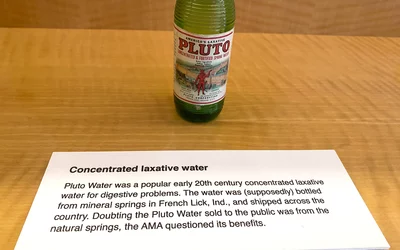 AMERICA'S LAXATIVE
PLUTO
Concentrated laxative water
Pluto Water was a popular early 20th century concentrated laxative
water for digestive problems. The water was (supposedly) bottled
from mineral springs in French Lick, Ind., and shipped across the
country. Doubting the Pluto Water sold to the public was from the
natural springs, the AMA questioned its benefits.